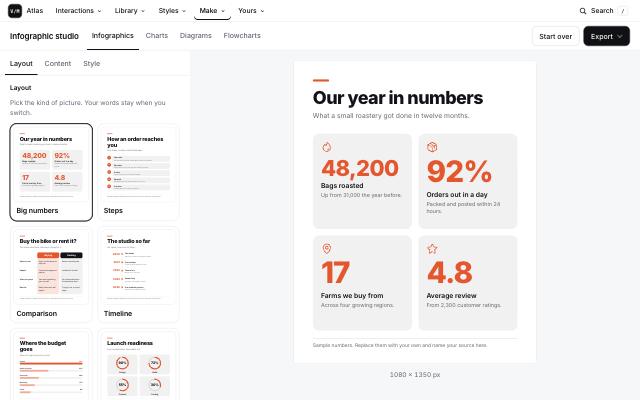 V/M Atlas Interactions Library Styles Make Yours Search /
Infographic studio Infographics Charts Diagrams Flowcharts Start over Export
Layout Content Style
Layout
Pick the kind of picture. Your words stay when you
switch.
Our year in numbers
48,200 92%
17 4.8
Big numbers
How an order reaches
you
Steps
Buy the bike or rent it?
Comparison
The studio so far
Timeline
Where the budget
goes
Launch readiness
Our year in numbers
What a small roastery got done in twelve months.
48,200
Bags roasted
Up from 31,000 the year before.
92%
Orders out in a day
Packed and posted within 24
hours.
17
Farms we buy from
Across four growing regions.
4.8
Average review
From 2,300 customer ratings.
Sample numbers. Replace them with your own and name your source here.
1080 × 1350 px